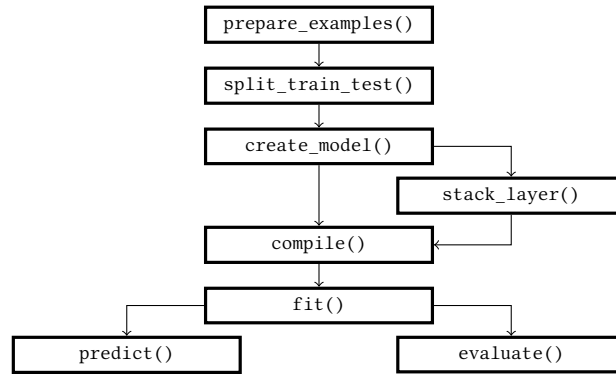 prepare_examples()
split_train_test()
create_model()
stack_layer()
compile()
fit()
predict()
evaluate()